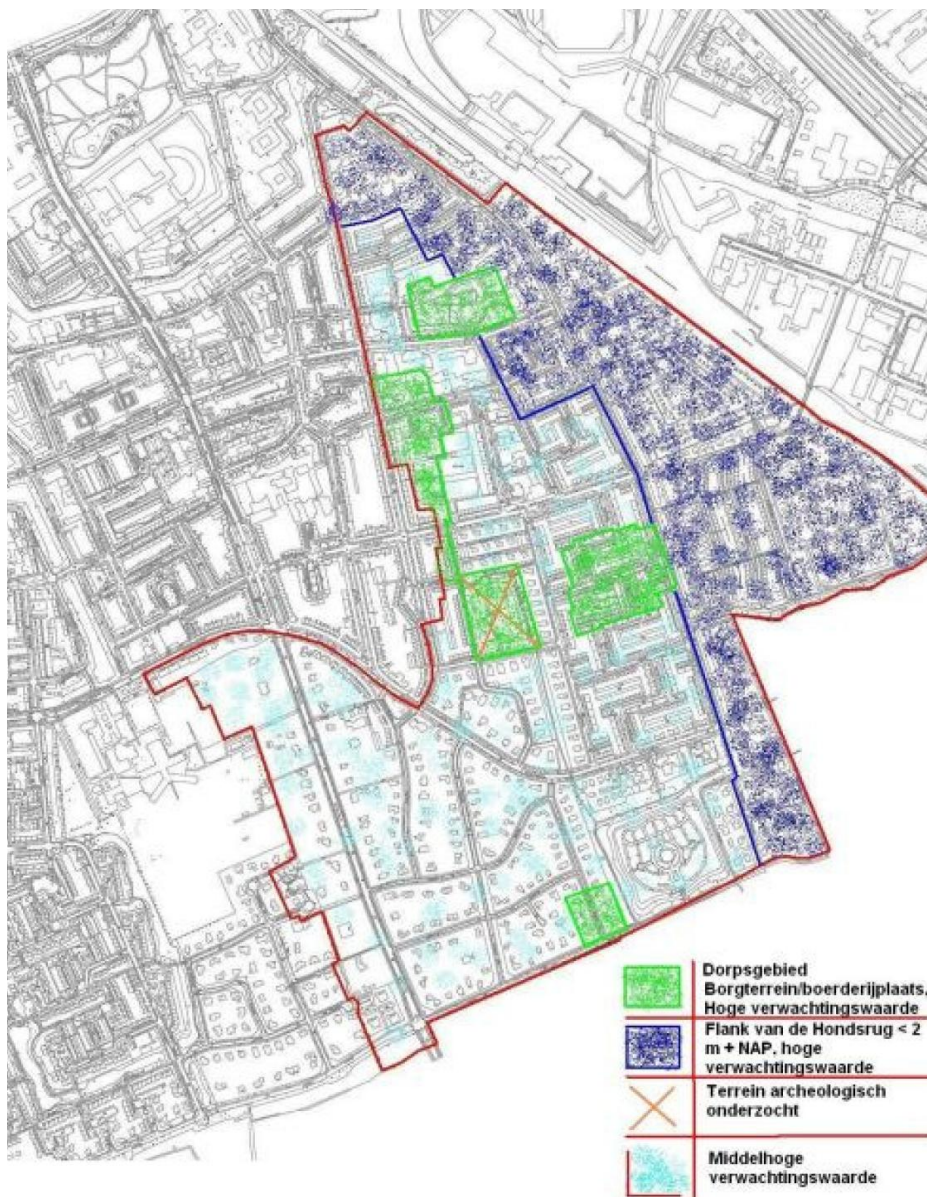 Dorpsgebied
Borgterrein/boerderijplaats,
Hoge verwachtingswaarde
Flank van de Hondsrug < 2
m + NAP, hoge
verwachtingswaarde
Terrein archeologisch
onderzocht
Middelhoge
verwachtingswaarde